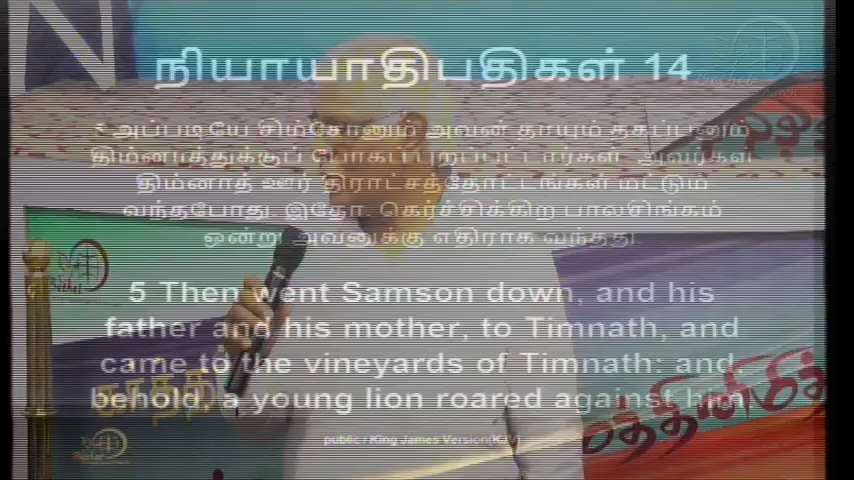 நியாயாதிபதிகள் 14
5 அப்படியே சிம்சோனும் அவன் தாயும் தகப்பனும்
திம்னாத்துக்குப் போகப் புறப்பட்டார்கள். அவர்கள்
திம்னாத் ஊர் திராட்சத்தோட்டங்கள் மட்டும்
வந்தபோது, இதோ, கெர்ச்சிக்கிற பாலசிங்கம்
ஒன்று அவனுக்கு எதிராக வந்தது.
5 Then went Samson down, and his
father and his mother, to Timnath, and
came to the vineyards of Timnath: and,
behold, a young lion roared against him
public / King James Version(KJV)